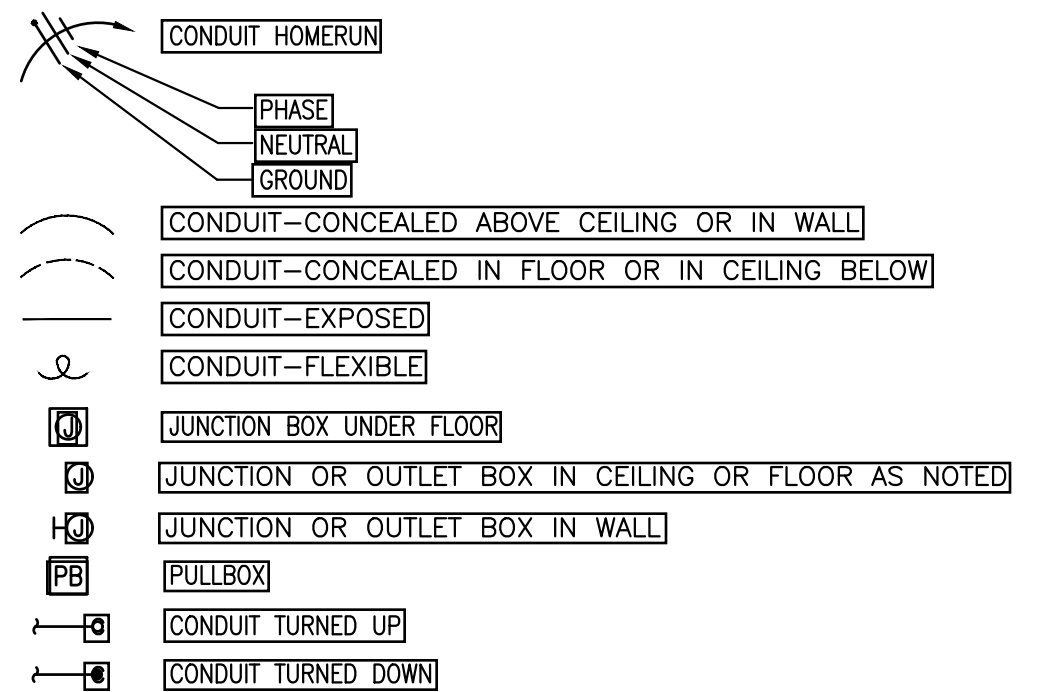 CONDUIT HOMERUN
PHASE
NEUTRAL
GROUND
CONDUIT-CONCEALED ABOVE CEILING OR IN WALL
CONDUIT-CONCEALED IN FLOOR OR IN CEILING BELOW
CONDUIT-EXPOSED
CONDUIT-FLEXIBLE
J JUNCTION BOX UNDER FLOOR
J JUNCTION OR OUTLET BOX IN CEILING OR FLOOR AS NOTED
J JUNCTION OR OUTLET BOX IN WALL
PB PULLBOX
CONDUIT TURNED UP
CONDUIT TURNED DOWN